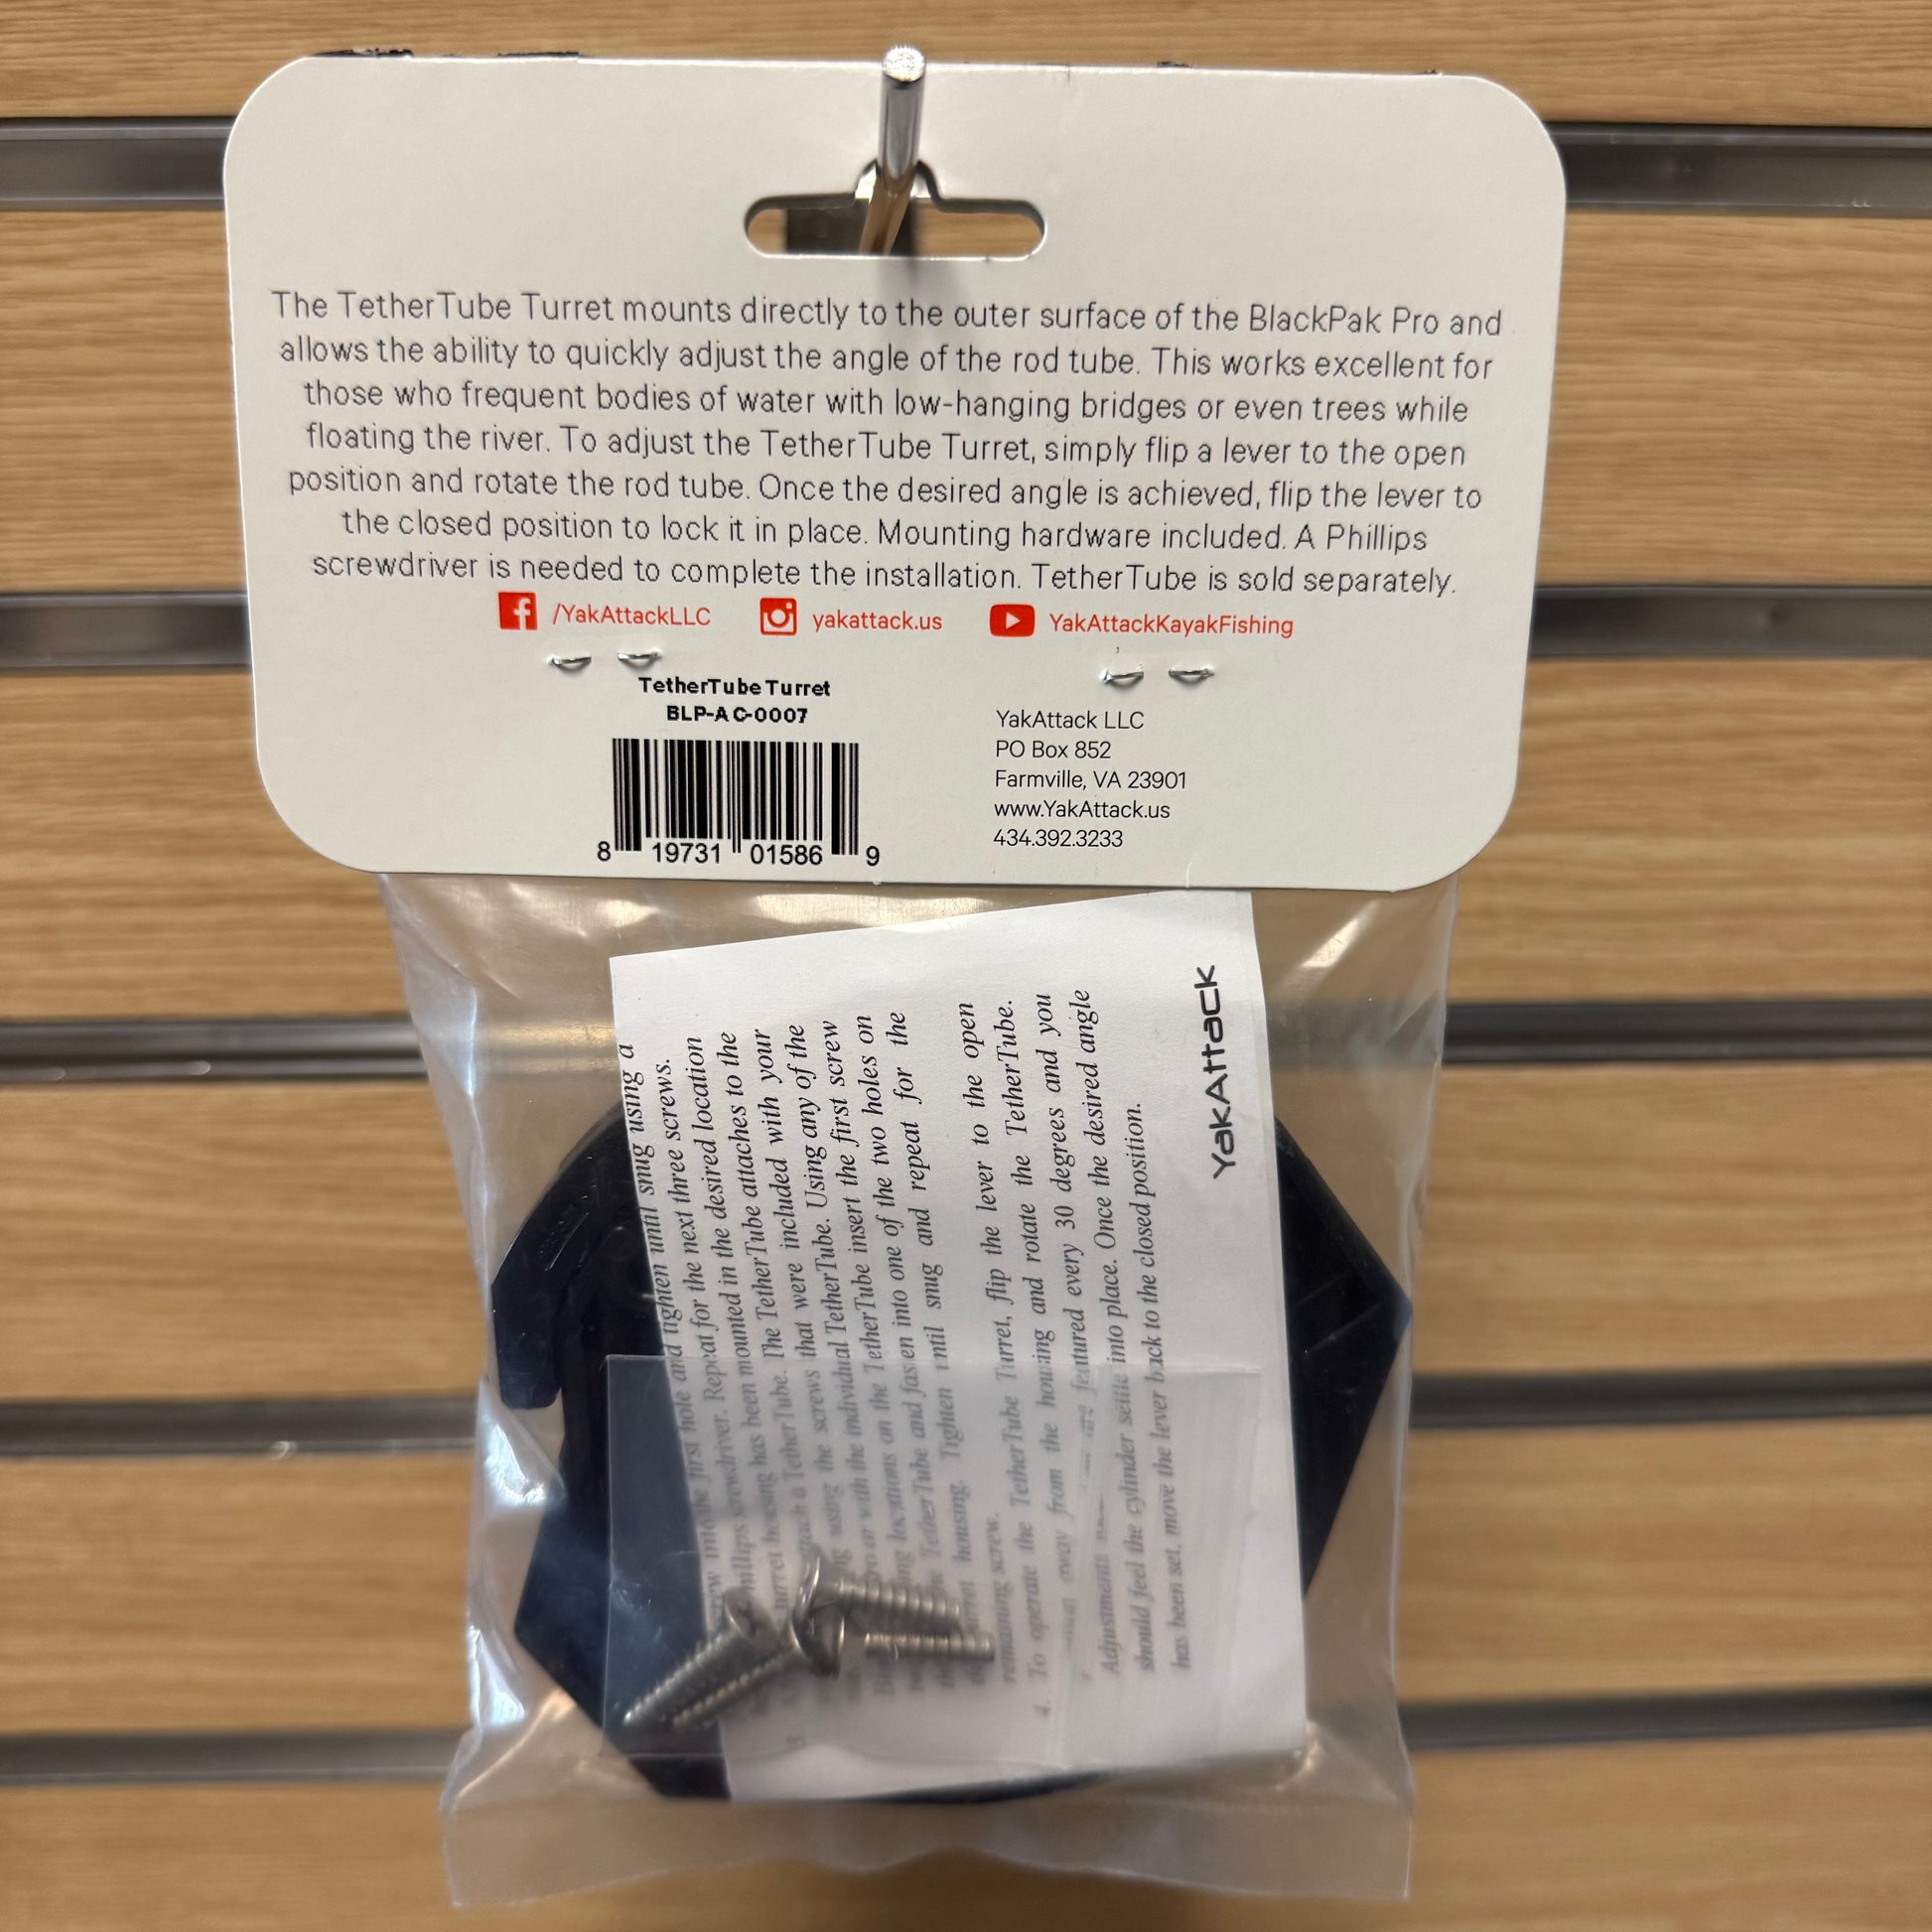 The TetherTube Turret mounts directly to the outer surface of the BlackPak Pro and
allows the ability to quickly adjust the angle of the rod tube. This works excellent for
those who frequent bodies of water with low-hanging bridges or even trees while
floating the river. To adjust the TetherTube Turret, simply flip a lever to the open
position and rotate the rod tube. Once the desired angle is achieved, flip the lever to
the closed position to lock it in place. Mounting hardware included. A Phillips
screwdriver is needed to complete the installation. TetherTube is sold separately.
/YakAttackLLC yakattack.us YakAttackKayakFishing
TetherTube Turret
BLP-AC-0007
8 19731 01586 9
YakAttack LLC
PO Box 852
Farmville, VA 23901
www.YakAttack.us
434.392.3233
first hole and tighten until snug using a
screwdriver. Repeat for the next three screws.
housing has been mounted in the desired location
attach a TetherTube. The TetherTube attaches to the
using the screws that were included with your
or with the individual TetherTube. Using any of the
locations on the TetherTube insert the first screw
TetherTube and fasten into one of the two holes on
housing. Tighten until snug and repeat for the
remaining screw.
4. To operate the TetherTube Turret, flip the lever to the open
away from the housing and rotate the TetherTube.
Adjustments are featured every 30 degrees and you
should feel the cylinder settle into place. Once the desired angle
has been set, move the lever back to the closed position.
YakAttack